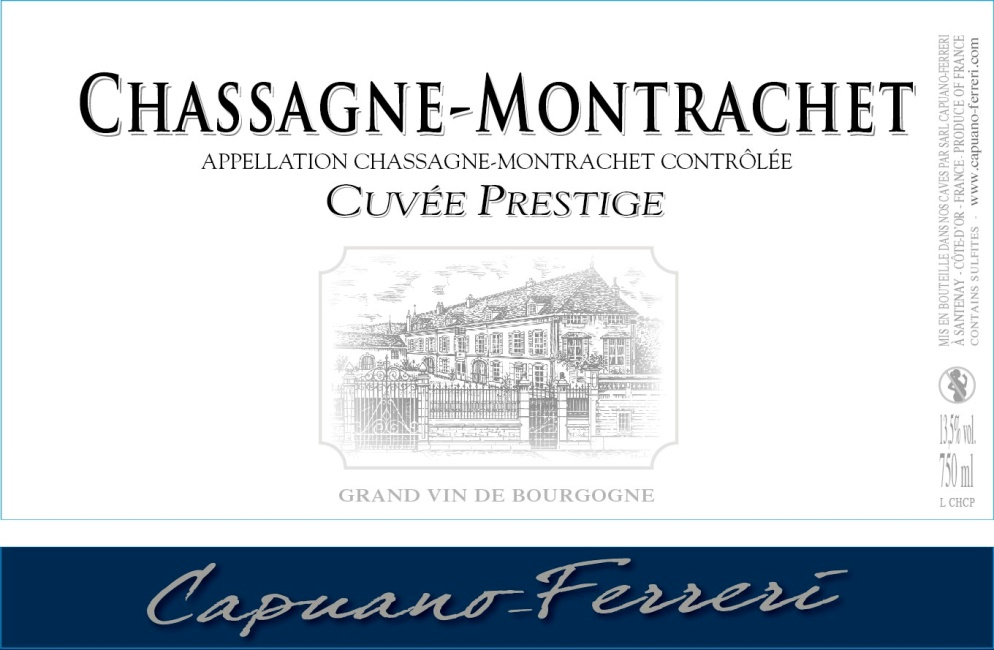 CHASSAGNE-MONTRACHET
APPELLATION CHASSAGNE-MONTRACHET CONTRÔLÉE
CUVÉE PRESTIGE
GRAND VIN DE BOURGOGNE
Capuano-Ferreri
MIS EN BOUTEILLE DANS NOS CAVES PAR SARL CAPUANO-FERRERI
À SANTENAY - CÔTE-D'OR - FRANCE - PRODUCE OF FRANCE
CONTAINS SULFITES - www.capuano-ferreri.com
13,5% vol.
750 ml
L CHCP